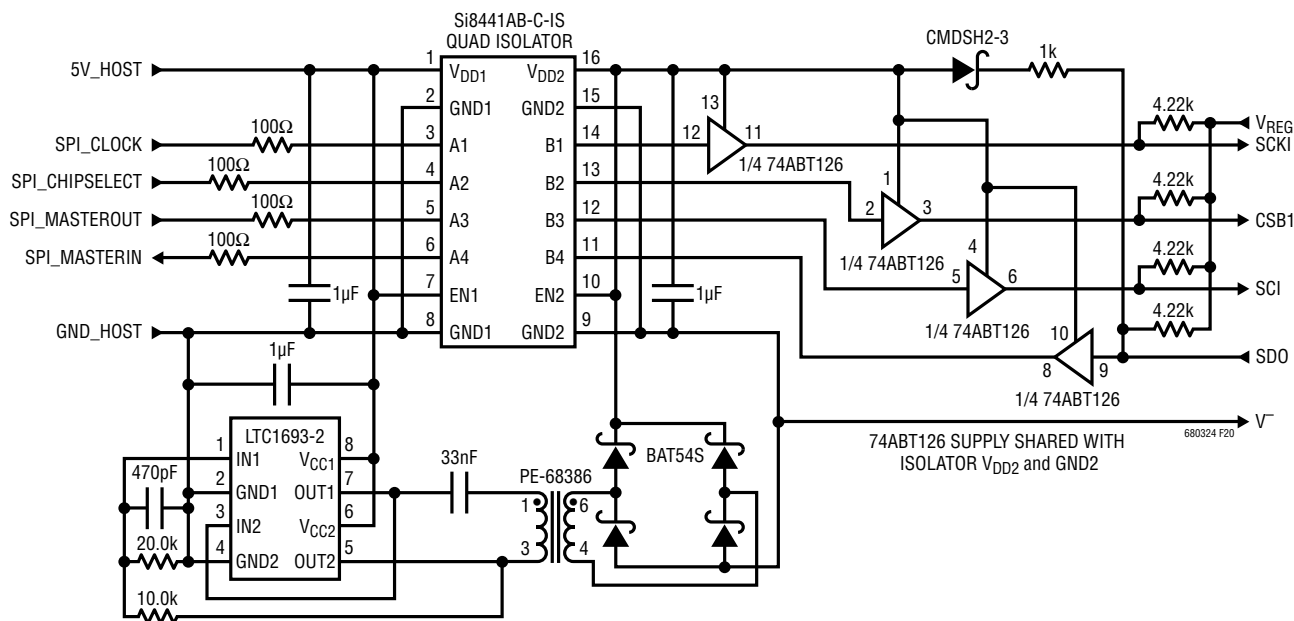 Si8441AB-C-IS
QUAD ISOLATOR
CMDSH2-3
1k
5V_HOST
1
VDD1
VDD2
16
2
GND1
GND2
15
13
4.22k
VREG
SPI_CLOCK
100Ω
3
A1
B1
14
12
11
SCKI
1/4 74ABT126
SPI_CHIPSELECT
100Ω
4
A2
B2
13
1
4.22k
SPI_MASTEROUT
100Ω
5
A3
B3
12
2
3
CSB1
SPI_MASTERIN
100Ω
6
A4
B4
11
1/4 74ABT126
4
4.22k
1µF
7
EN1
EN2
10
1µF
5
6
SCI
GND_HOST
8
GND1
GND2
9
1/4 74ABT126
4.22k
10
1µF
8
9
SDO
1/4 74ABT126
V–
680324 F20
74ABT126 SUPPLY SHARED WITH
ISOLATOR VDD2 and GND2
LTC1693-2
1
IN1
VCC1
8
470pF
2
GND1
OUT1
7
33nF
PE-68386
BAT54S
3
IN2
VCC2
6
1
6
20.0k
4
GND2
OUT2
5
3
4
10.0k